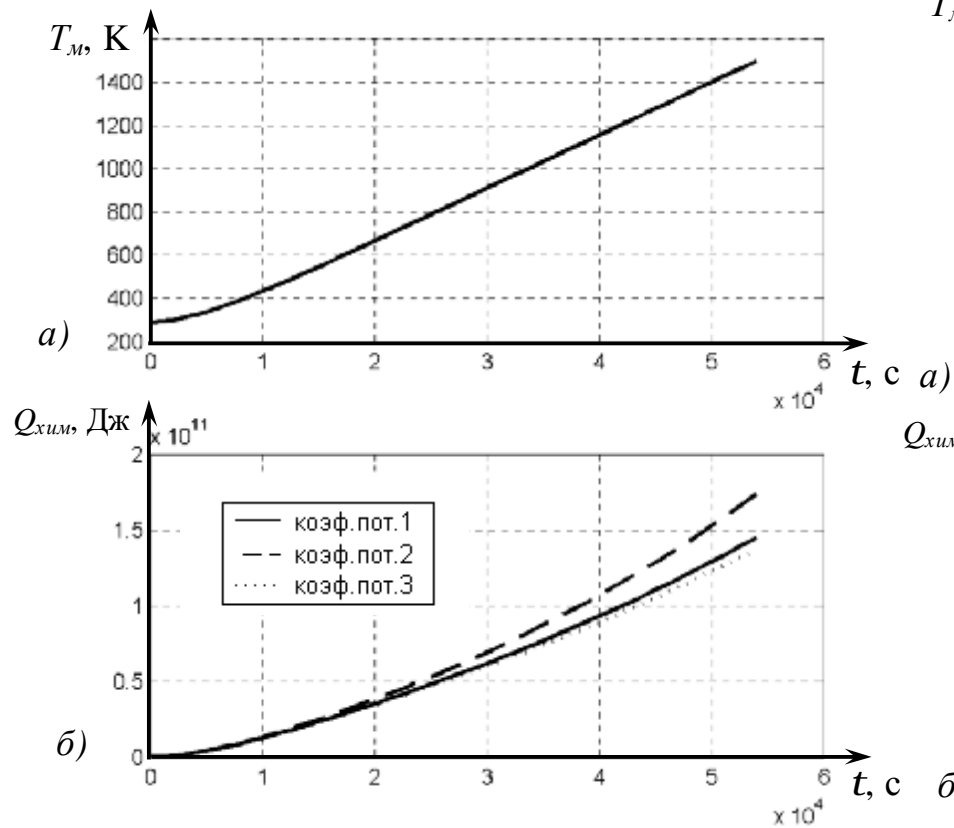 Tм, K
1400
1200
1000
800
600
400
200
а)
0 1 2 3 4 5 6
t, с
x 10⁴
а)
Qхим, Дж
x 10¹¹
Qхим
2
1.5
1
0.5
0
коэф.пот.1
коэф.пот.2
коэф.пот.3
б)
0 1 2 3 4 5 6
t, с
x 10⁴
б